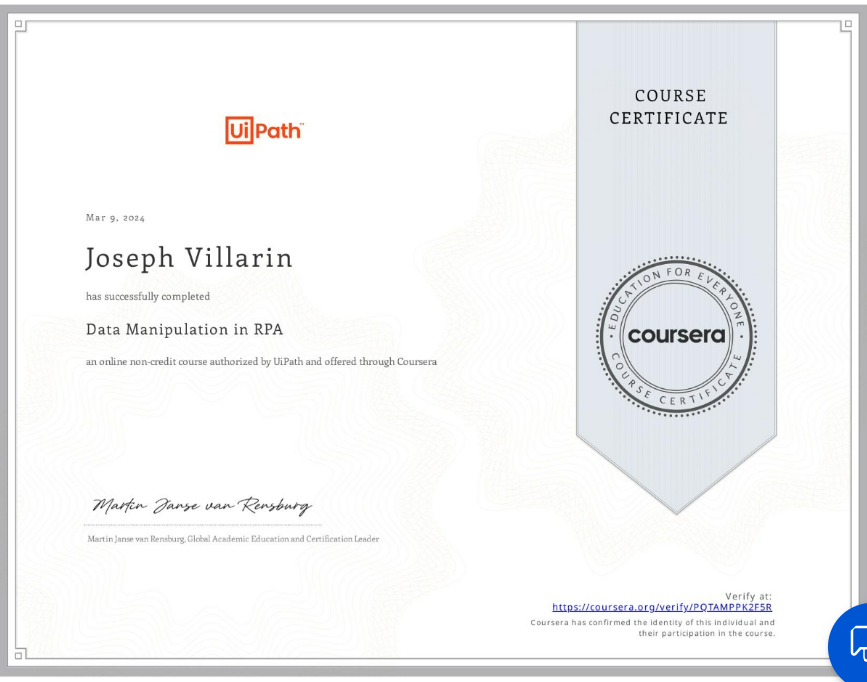 COURSE
CERTIFICATE
UiPath™
Mar 9, 2024
Joseph Villarin
has successfully completed
Data Manipulation in RPA
an online non-credit course authorized by UiPath and offered through Coursera
EDUCATION FOR EVERYONE
coursera
COURSE CERTIFICATE
Martin Janse van Rensburg
Martin Janse van Rensburg, Global Academic Education and Certification Leader
Verify at:
https://coursera.org/verify/PQTAMPPK2F5R
Coursera has confirmed the identity of this individual and
their participation in the course.